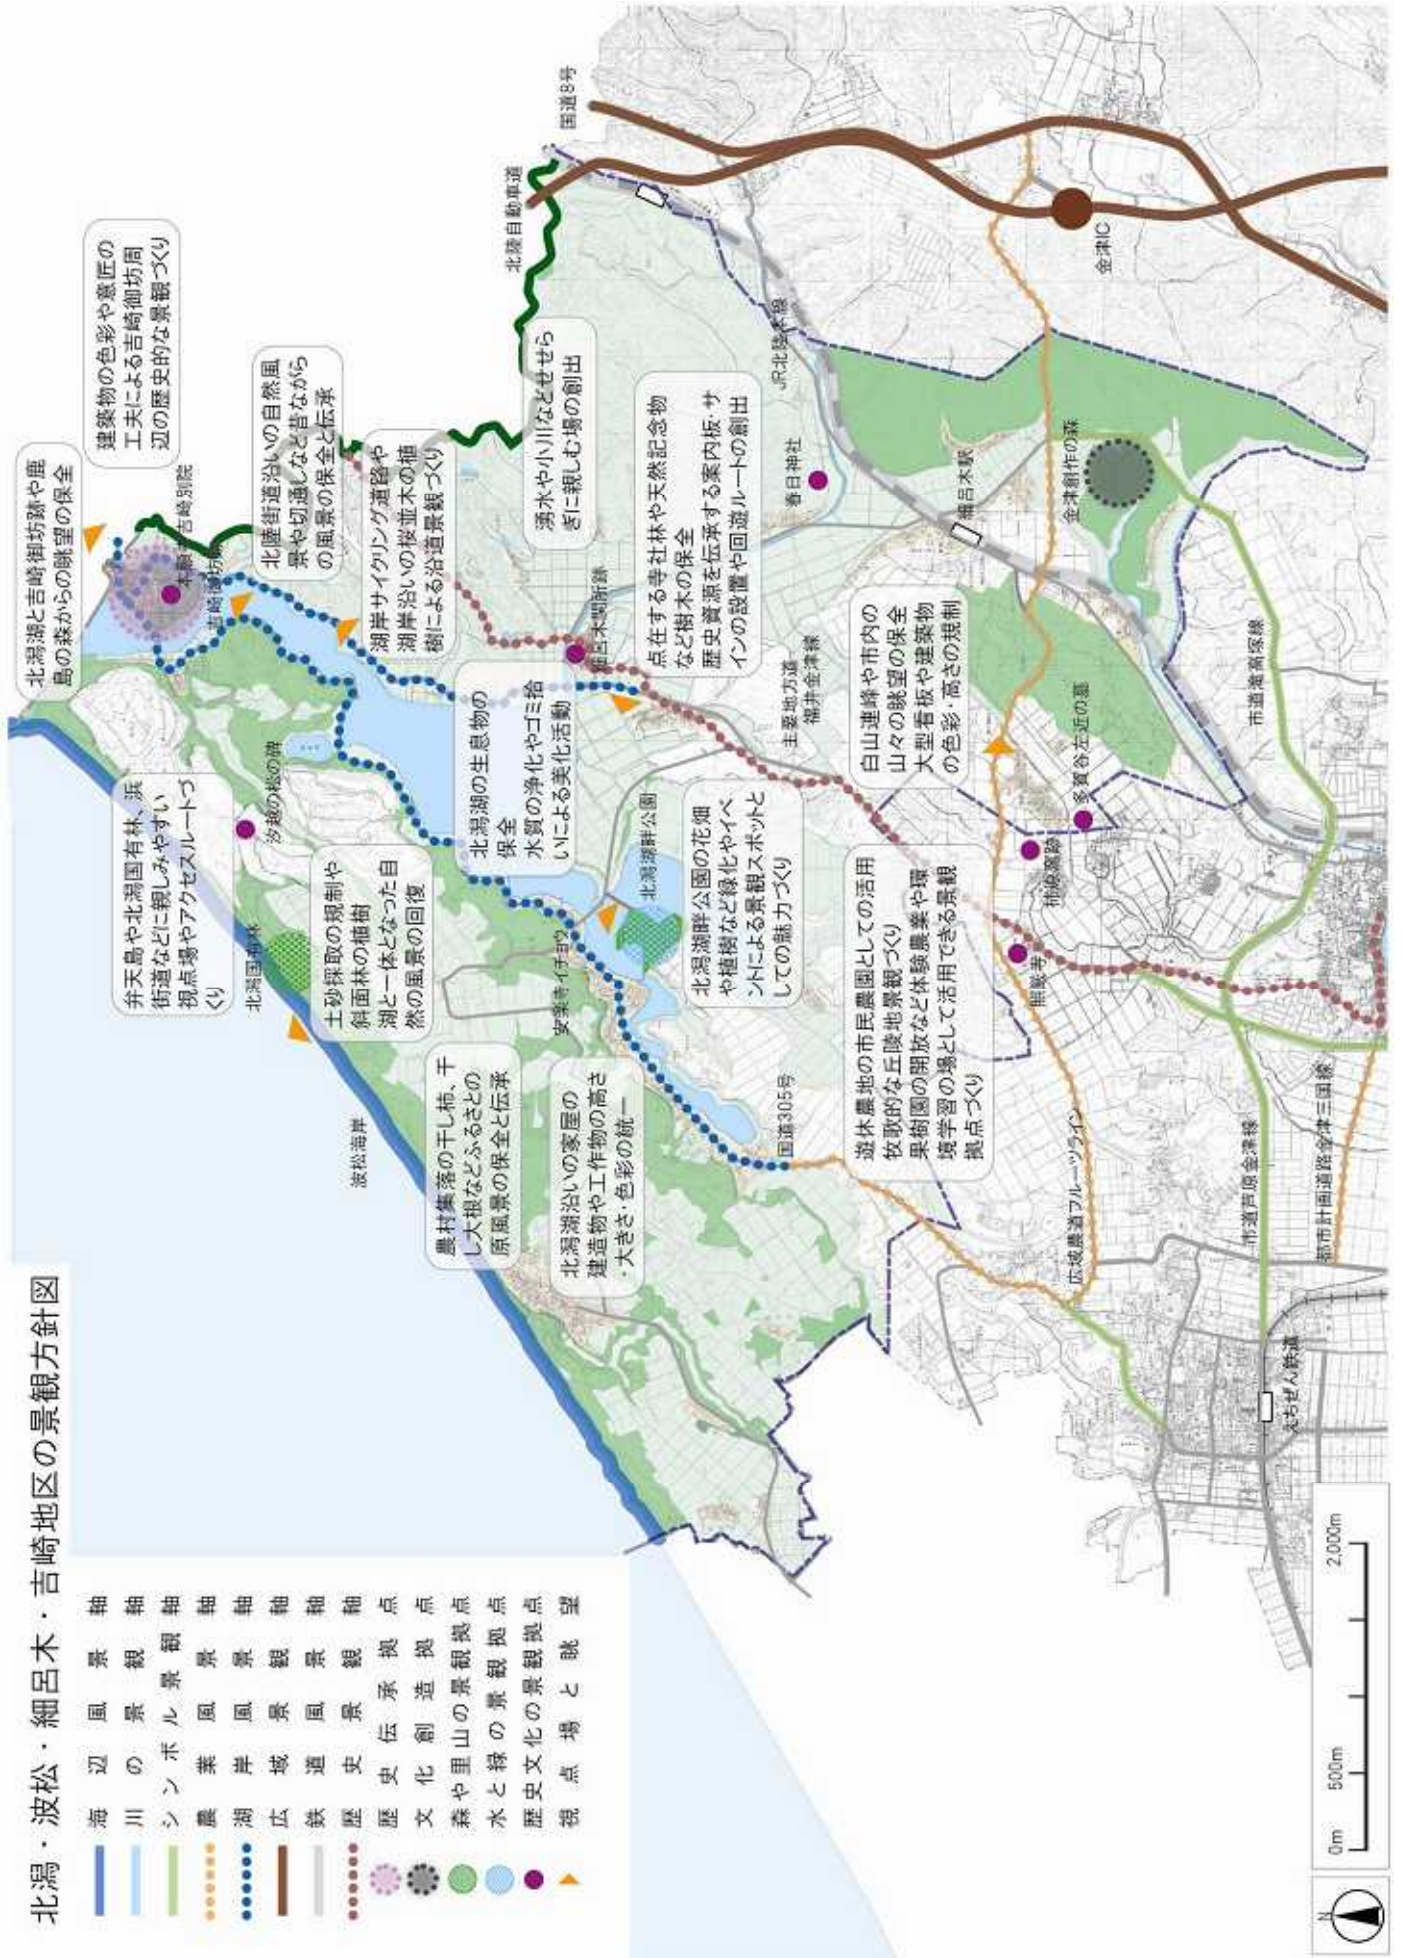 北潟・波松・細呂木・吉崎地区の景観方針図
海辺風景軸
川の景観軸
シンボル景観軸
農業風景軸
湖岸風景軸
広域景観軸
鉄道風景軸
歴史景観軸
歴史伝承拠点
文化創造拠点
森や里山の景観拠点
水と緑の景観拠点
歴史文化の景観拠点
視点場と眺望
北潟湖と吉崎御坊跡や鹿
島の森からの眺望の保全
建築物の色彩や意匠の
工夫による吉崎御坊周
辺の歴史的な景観づくり
北陸街道沿いの自然風
景や切通しなど昔ながら
の風景の保全と伝承
湖岸サイクリング道路や
湖岸沿いの桜並木の植
樹による沿道景観づくり
湧水や小川などせせら
ぎに親しむ場の創出
弁天島や北潟国有林、浜
街道などに親しみやすい
視点場やアクセスルートづ
くり
土砂採取の規制や
斜面林の植樹
湖と一体となった自
然の風景の回復
北潟湖の生息物の
保全
水質の浄化やゴミ拾
いによる美化活動
点在する寺社林や天然記念物
など樹木の保全
歴史資源を伝承する案内板・サ
インの設置や回遊ルートの創出
農村集落の干し柿、干
し大根などふるさとの
原風景の保全と伝承
北潟湖沿いの家屋の
建造物や工作物の高さ
・大きさ・色彩の統一
北潟湖畔公園の花畑
や植樹など緑化やイベ
ントによる景観スポットと
しての魅力づくり
白山連峰や市内の
山々の眺望の保全
大型看板や建築物
の色彩・高さの規制
遊休農地の市民農園としての活用
牧歌的な丘陵地景観づくり
果樹園の開放など体験農業や環
境学習の場として活用できる景観
拠点づくり
吉崎別院
汐越の松の碑
北潟国有林
波松海岸
安楽寺イチョウ
北潟湖畔公園
国道305号
細呂木関所跡
主要地方道
福井金津線
春日神社
JR北陸本線
北陸自動車道
国道8号
金津IC
細呂木駅
金津創作の森
多賀谷左近の墓
市道滝高塚線
広域農道フルーツライン
市道芦原金津線
都市計画道路金津三国線
えちぜん鉄道
N
0m
500m
2,000m